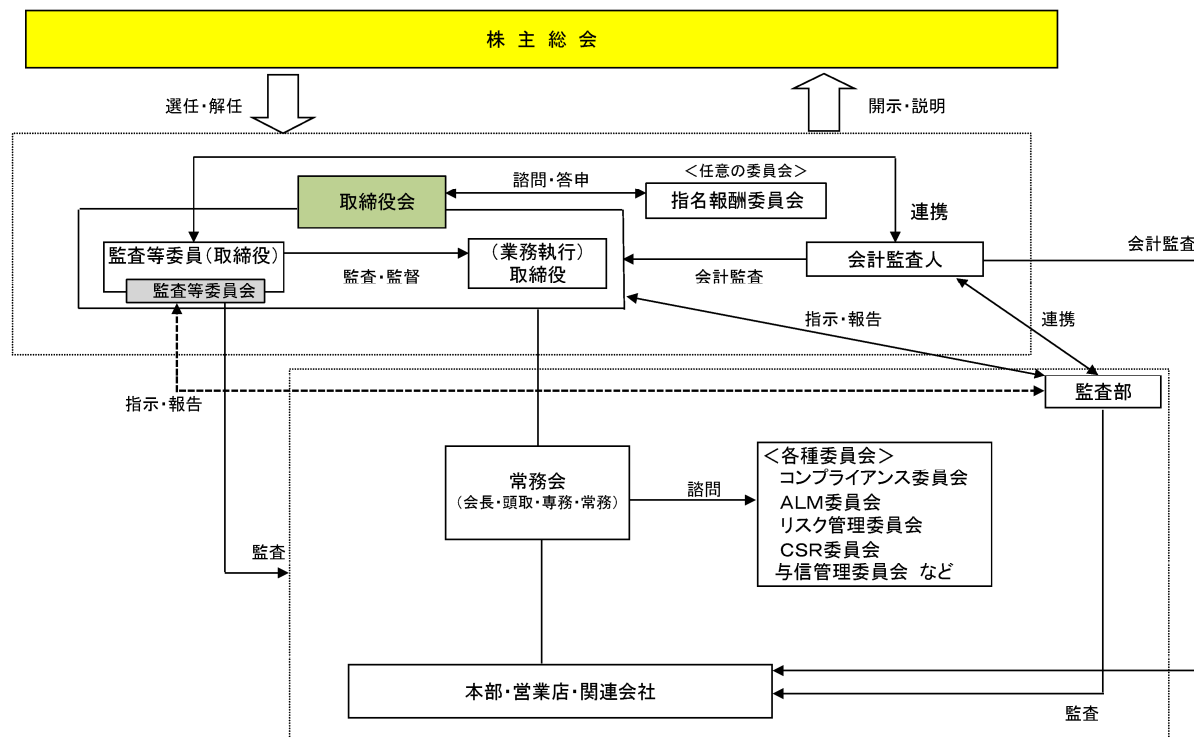 株 主 総 会
選任・解任
開示・説明
<任意の委員会>
諮問・答申
取締役会
指名報酬委員会
連携
監査等委員(取締役)
(業務執行)
取締役
会計監査人
会計監査
監査・監督
会計監査
監査等委員会
指示・報告
連携
監査部
指示・報告
常務会
(会長・頭取・専務・常務)
諮問
<各種委員会>
コンプライアンス委員会
ALM委員会
リスク管理委員会
CSR委員会
与信管理委員会 など
監査
本部・営業店・関連会社
監査